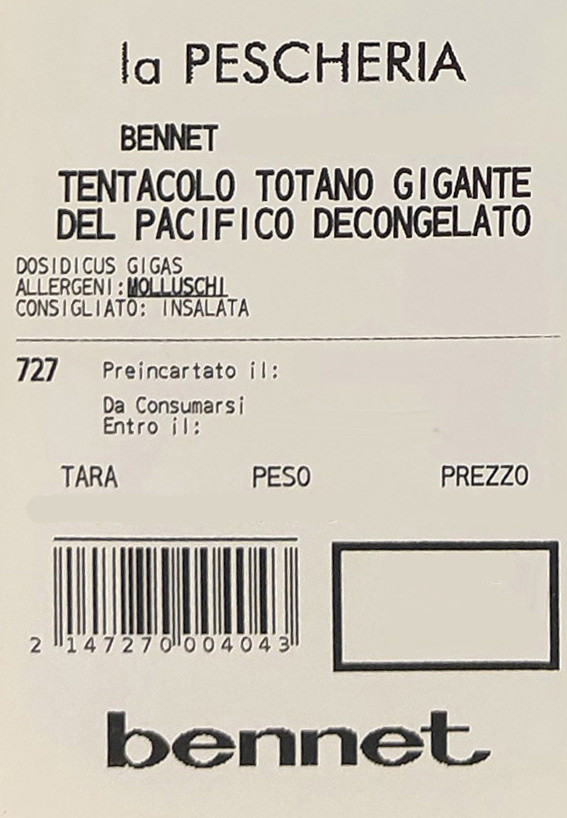 la PESCHERIA
BENNET
TENTACOLO TOTANO GIGANTE
DEL PACIFICO DECONGELATO
DOSIDICUS GIGAS
ALLERGENI:MOLLUSCHI
CONSIGLIATO: INSALATA
727 Preincartato il:
Da Consumarsi
Entro il:
TARA PESO PREZZO
2 147270 004043
bennet